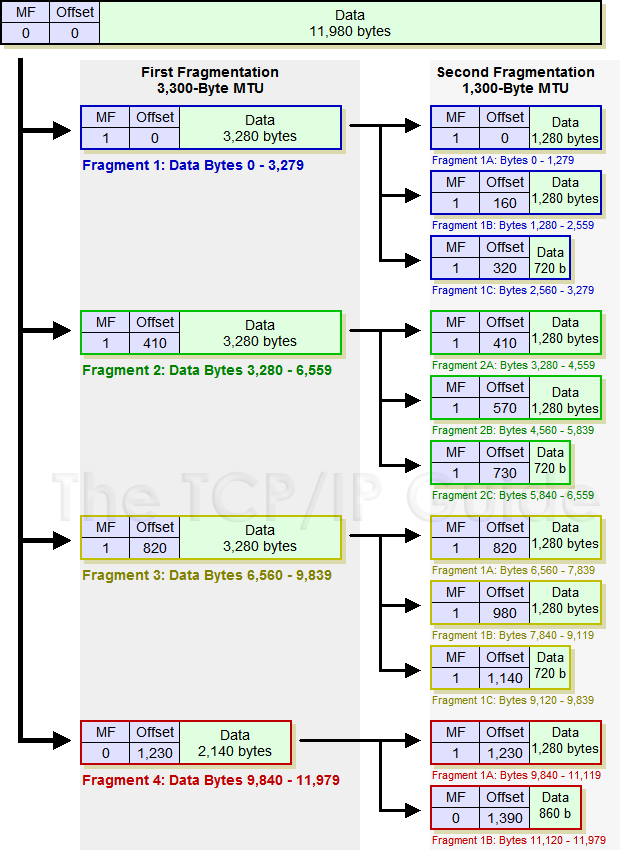 MF Offset Data
0 0 11,980 bytes
First Fragmentation
3,300-Byte MTU
Second Fragmentation
1,300-Byte MTU
MF Offset Data
1 0 3,280 bytes
Fragment 1: Data Bytes 0 - 3,279
MF Offset Data
1 0 1,280 bytes
Fragment 1A: Bytes 0 - 1,279
MF Offset Data
1 160 1,280 bytes
Fragment 1B: Bytes 1,280 - 2,559
MF Offset Data
1 320 720 b
Fragment 1C: Bytes 2,560 - 3,279
MF Offset Data
1 410 3,280 bytes
Fragment 2: Data Bytes 3,280 - 6,559
MF Offset Data
1 410 1,280 bytes
Fragment 2A: Bytes 3,280 - 4,559
MF Offset Data
1 570 1,280 bytes
Fragment 2B: Bytes 4,560 - 5,839
MF Offset Data
1 730 720 b
Fragment 2C: Bytes 5,840 - 6,559
The TCP/IP Guide
MF Offset Data
1 820 3,280 bytes
Fragment 3: Data Bytes 6,560 - 9,839
MF Offset Data
1 820 1,280 bytes
Fragment 1A: Bytes 6,560 - 7,839
MF Offset Data
1 980 1,280 bytes
Fragment 1B: Bytes 7,840 - 9,119
MF Offset Data
1 1,140 720 b
Fragment 1C: Bytes 9,120 - 9,839
MF Offset Data
0 1,230 2,140 bytes
Fragment 4: Data Bytes 9,840 - 11,979
MF Offset Data
1 1,230 1,280 bytes
Fragment 1A: Bytes 9,840 - 11,119
MF Offset Data
0 1,390 860 b
Fragment 1B: Bytes 11,120 - 11,979